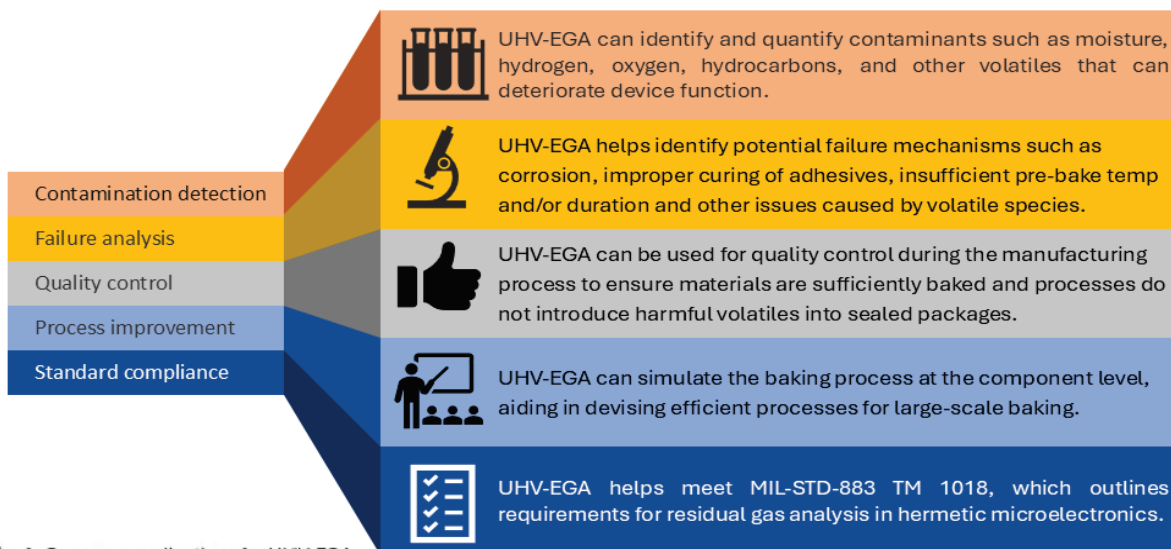 Contamination detection
Failure analysis
Quality control
Process improvement
Standard compliance
UHV-EGA can identify and quantify contaminants such as moisture,
hydrogen, oxygen, hydrocarbons, and other volatiles that can
deteriorate device function.
UHV-EGA helps identify potential failure mechanisms such as
corrosion, improper curing of adhesives, insufficient pre-bake temp
and/or duration and other issues caused by volatile species.
UHV-EGA can be used for quality control during the manufacturing
process to ensure materials are sufficiently baked and processes do
not introduce harmful volatiles into sealed packages.
UHV-EGA can simulate the baking process at the component level,
aiding in devising efficient processes for large-scale baking.
UHV-EGA helps meet MIL-STD-883 TM 1018, which outlines
requirements for residual gas analysis in hermetic microelectronics.